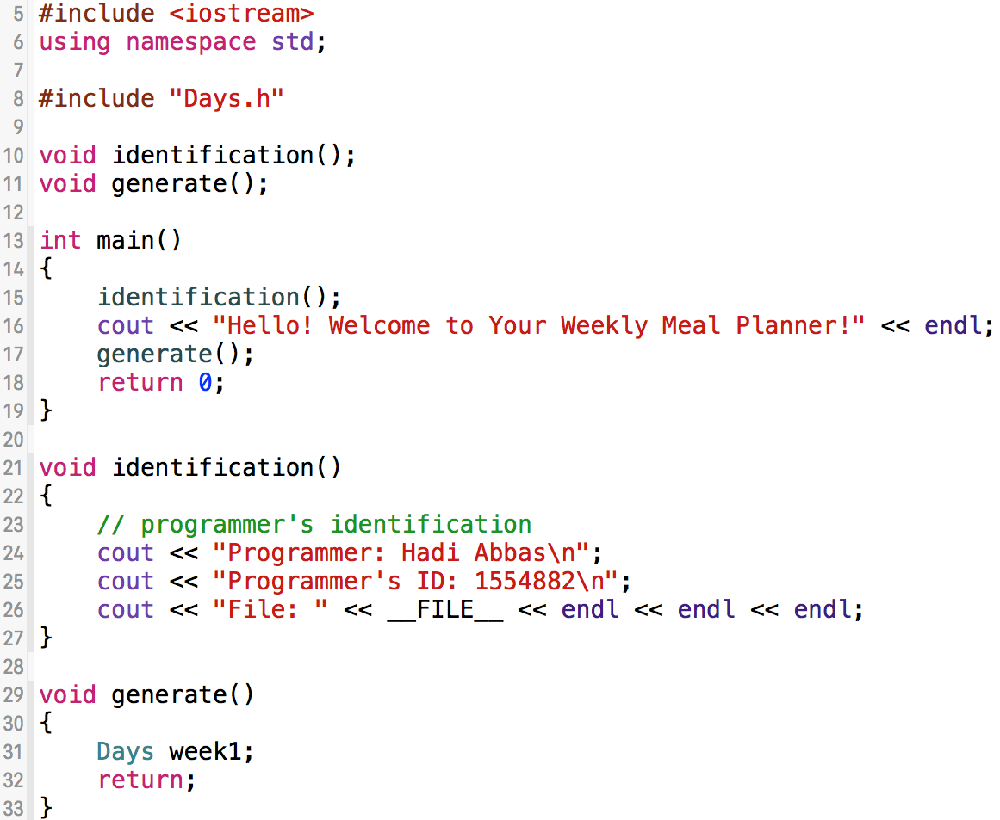 5 #include <iostream>
6 using namespace std;
7
8 #include "Days.h"
9
10 void identification();
11 void generate();
12
13 int main()
14 {
15     identification();
16     cout << "Hello! Welcome to Your Weekly Meal Planner!" << endl;
17     generate();
18     return 0;
19 }
20
21 void identification()
22 {
23     // programmer's identification
24     cout << "Programmer: Hadi Abbas\n";
25     cout << "Programmer's ID: 1554882\n";
26     cout << "File: " << __FILE__ << endl << endl << endl;
27 }
28
29 void generate()
30 {
31     Days week1;
32     return;
33 }